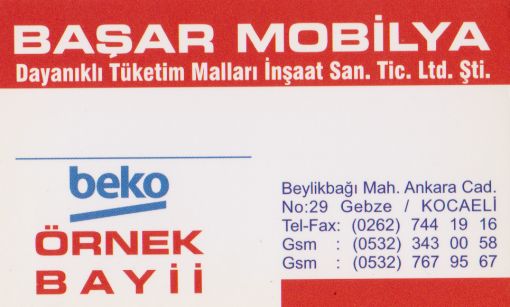 BAŞAR MOBİLYA
Dayanıklı Tüketim Malları İnşaat San. Tic. Ltd. Şti.
beko
ÖRNEK
BAYİİ
Beylikbağı Mah. Ankara Cad.
No:29 Gebze / KOCAELİ
Tel-Fax: (0262) 744 19 16
Gsm : (0532) 343 00 58
Gsm : (0532) 767 95 67